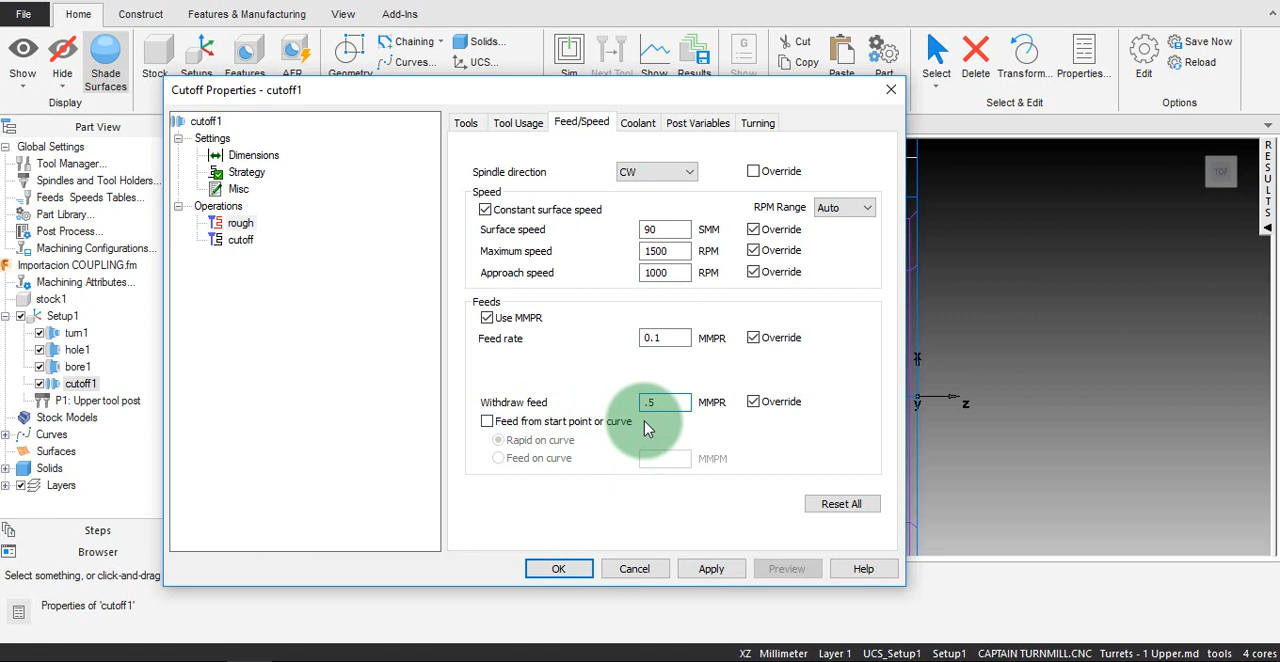 File
Home
Construct
Features & Manufacturing
View
Add-Ins
Show
Hide
Shade
Surfaces
Display
Stock
Setups
Features
AFR
Geometry
Chaining
Curves...
Solids...
UCS...
Sim
Next Tool
Show
Results
Show
Cut
Copy
Paste
Part
Select
Delete
Transform...
Properties...
Select & Edit
Edit
Save Now
Reload
Options
Part View
Global Settings
Tool Manager...
Spindles and Tool Holders...
Feeds Speeds Tables...
Part Library...
Post Process...
Machining Configurations...
Importacion COUPLING.fm
Machining Attributes...
stock1
Setup1
turn1
hole1
bore1
cutoff1
P1: Upper tool post
Stock Models
Curves
Surfaces
Solids
Layers
Steps
Browser
Select something, or click-and-drag
Properties of 'cutoff1'
Cutoff Properties - cutoff1
cutoff1
Settings
Dimensions
Strategy
Misc
Operations
rough
cutoff
Tools
Tool Usage
Feed/Speed
Coolant
Post Variables
Turning
Spindle direction
CW
Override
Speed
Constant surface speed
RPM Range
Auto
Surface speed
90
SMM
Override
Maximum speed
1500
RPM
Override
Approach speed
1000
RPM
Override
Feeds
Use MMPR
Feed rate
0.1
MMPR
Override
Withdraw feed
.5
MMPR
Override
Feed from start point or curve
Rapid on curve
Feed on curve
MMPM
Reset All
OK
Cancel
Apply
Preview
Help
TOP
RESULTS
X
y
z
XZ
Millimeter
Layer 1
UCS_Setup1
Setup1
CAPTAIN TURNMILL.CNC
Turrets - 1 Upper.md
tools
4 cores